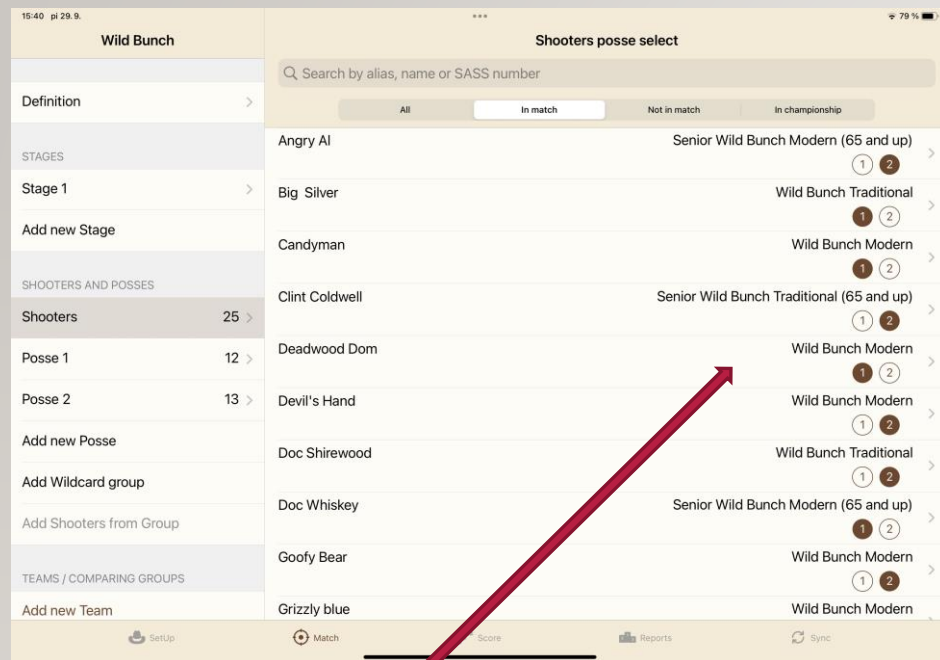 15:40 pi 29. 9.
79 %
Wild Bunch
Shooters posse select
Search by alias, name or SASS number
All
In match
Not in match
In championship
Definition
STAGES
Stage 1
Add new Stage
SHOOTERS AND POSSES
Shooters 25
Posse 1 12
Posse 2 13
Add new Posse
Add Wildcard group
Add Shooters from Group
TEAMS / COMPARING GROUPS
Add new Team
Angry Al Senior Wild Bunch Modern (65 and up)
1 2
Big Silver Wild Bunch Traditional
1 2
Candyman Wild Bunch Modern
1 2
Clint Coldwell Senior Wild Bunch Traditional (65 and up)
1 2
Deadwood Dom Wild Bunch Modern
1 2
Devil's Hand Wild Bunch Modern
1 2
Doc Shirewood Wild Bunch Traditional
1 2
Doc Whiskey Senior Wild Bunch Modern (65 and up)
1 2
Goofy Bear Wild Bunch Modern
1 2
Grizzly blue Wild Bunch Modern
SetUp
Match
Score
Reports
Sync